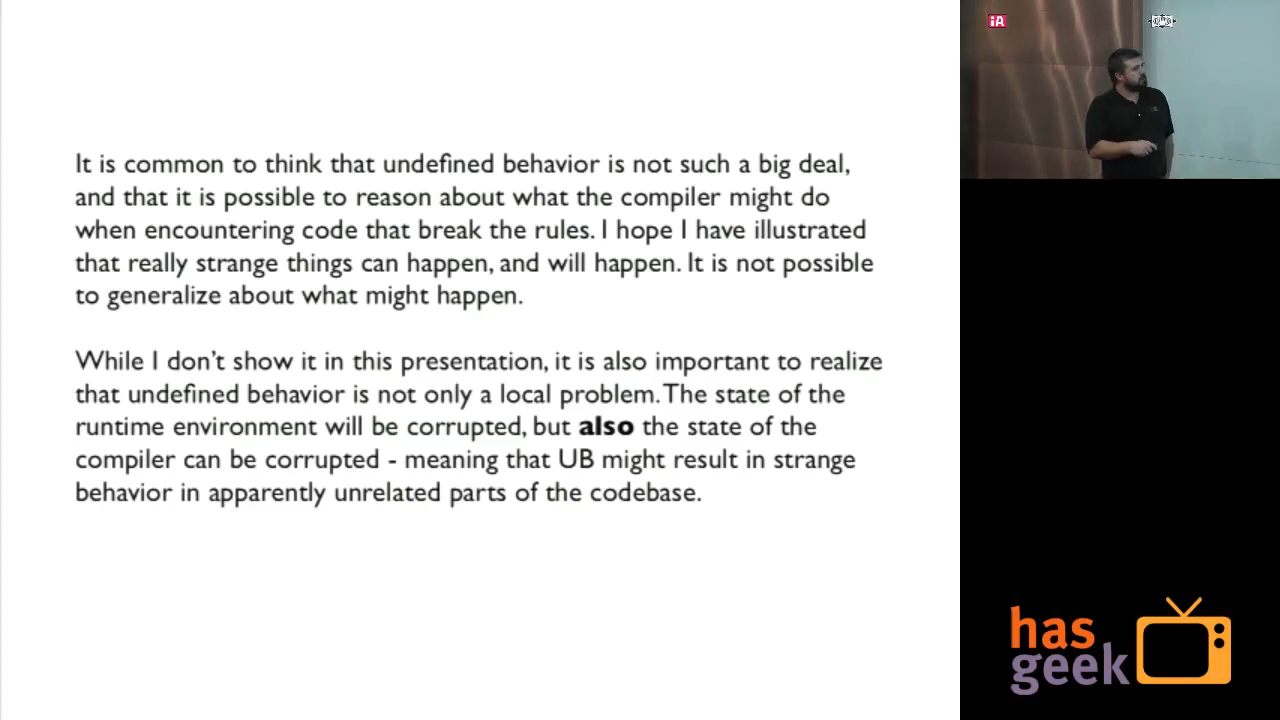 It is common to think that undefined behavior is not such a big deal,
and that it is possible to reason about what the compiler might do
when encountering code that break the rules. I hope I have illustrated
that really strange things can happen, and will happen. It is not possible
to generalize about what might happen.
While I don’t show it in this presentation, it is also important to realize
that undefined behavior is not only a local problem. The state of the
runtime environment will be corrupted, but also the state of the
compiler can be corrupted - meaning that UB might result in strange
behavior in apparently unrelated parts of the codebase.
iA
has
geek